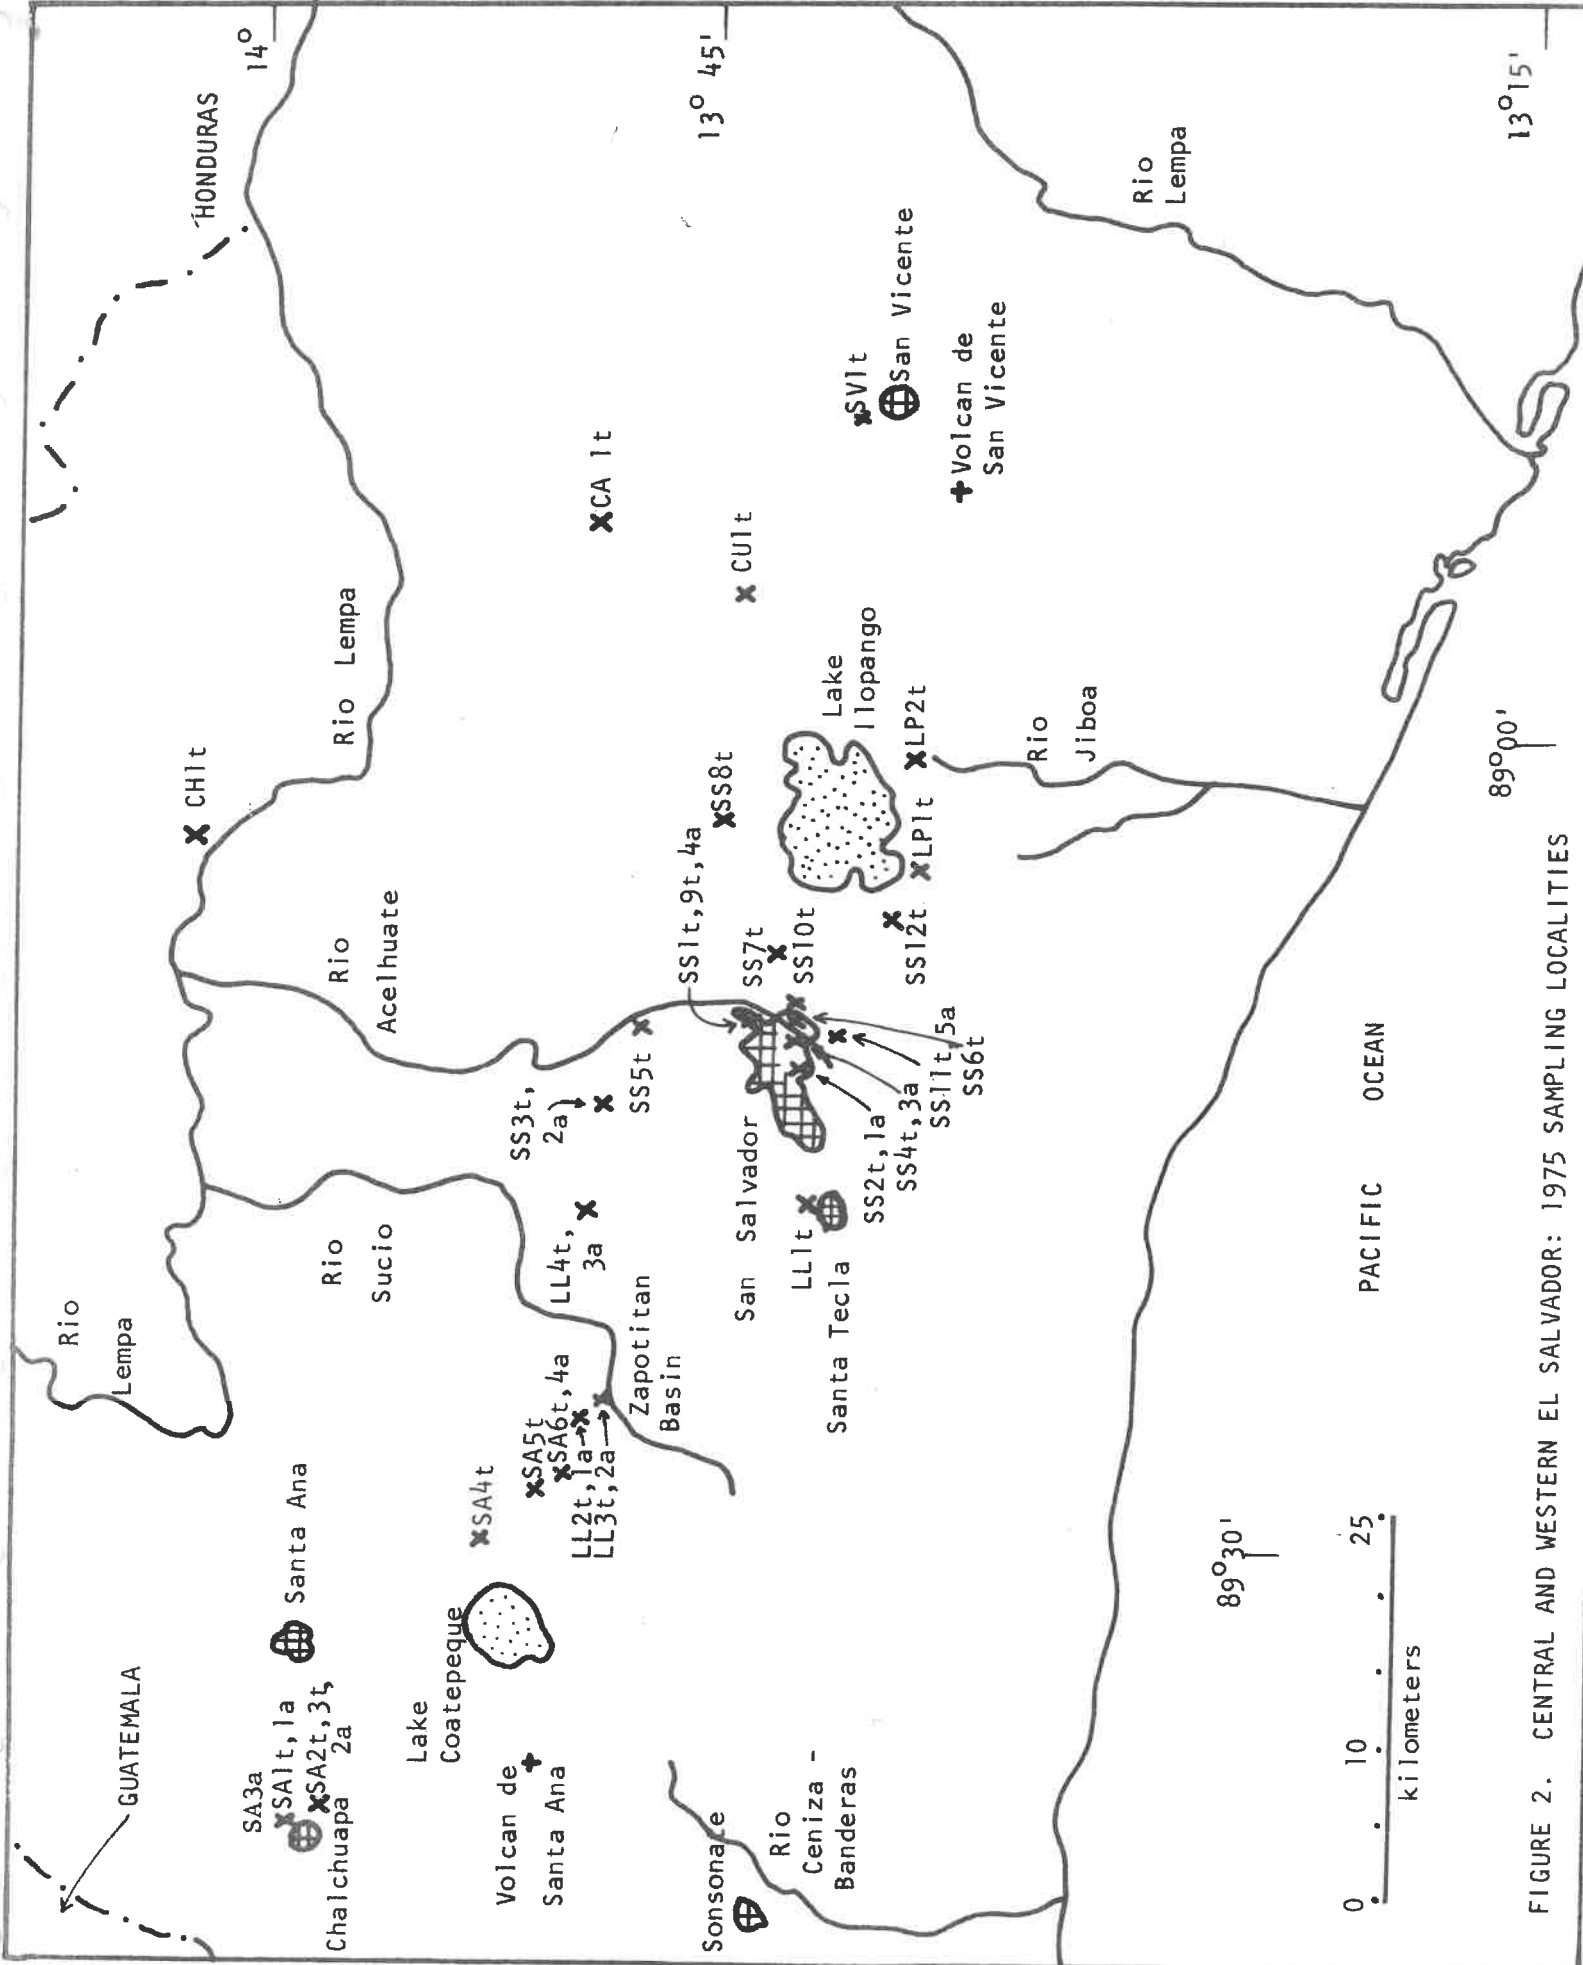 GUATEMALA
HONDURAS
14°
13° 45'
13° 15'
89° 30'
89° 00'
Rio
Lempa
Rio Lempa
Rio
Lempa
CH1t
SA3a
SA1t,1a
SA2t,3t,
2a
Chalchuapa
Santa Ana
Rio
Sucio
Rio
Acelhuate
Lake
Coatepeque
SA4t
SA5t
SA6t,4a
LL2t,1a
LL3t,2a
LL4t,
3a
SS3t,
2a
SS5t
CA 1t
Volcan de
Santa Ana
Zapotitan
Basin
SS1t,9t,4a
SS8t
CU1t
Sonsonate
San Salvador
SS7t
SS10t
Rio
Ceniza -
Banderas
LL1t
Santa Tecla
Lake
Ilopango
SV1t
San Vicente
SS2t,1a
SS4t,3a
SS11t,5a
SS6t
SS12t
LP1t
LP2t
Volcan de
San Vicente
Rio
Jiboa
PACIFIC OCEAN
0 10 25
kilometers
FIGURE 2. CENTRAL AND WESTERN EL SALVADOR: 1975 SAMPLING LOCALITIES